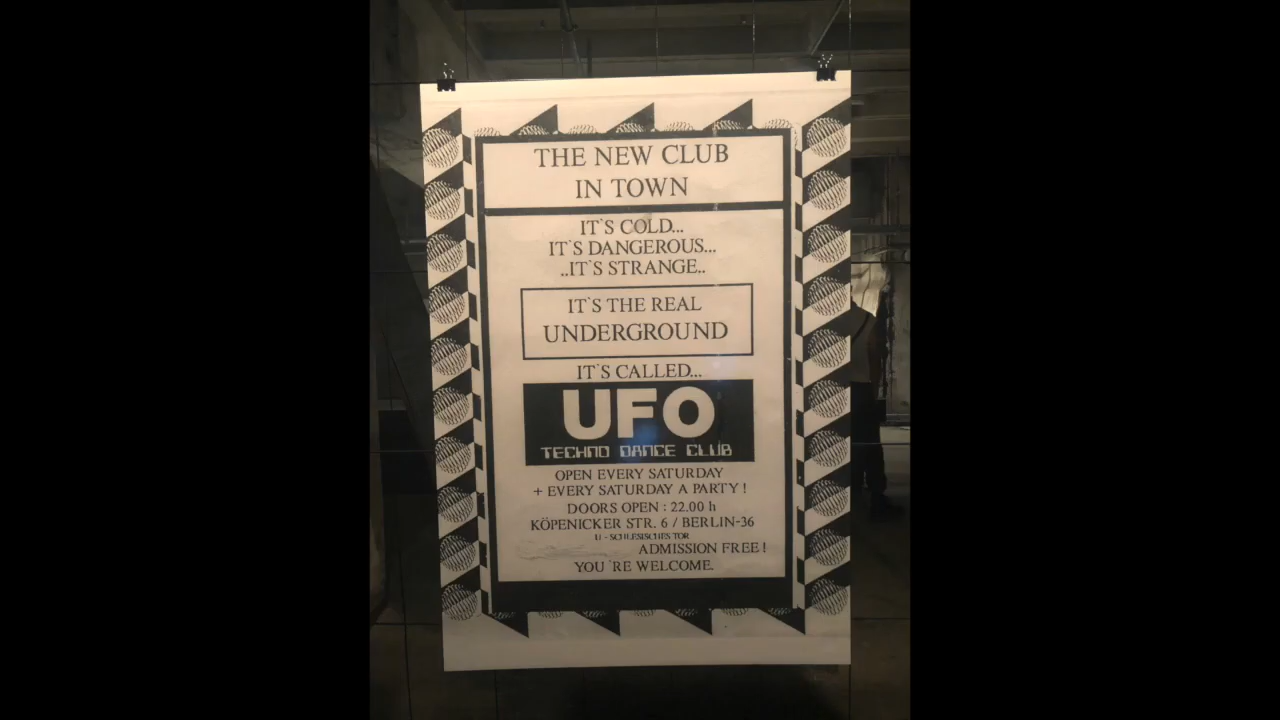 THE NEW CLUB
IN TOWN
IT`S COLD...
IT`S DANGEROUS...
..IT`S STRANGE..
IT`S THE REAL
UNDERGROUND
IT`S CALLED...
UFO
TECHNO DANCE CLUB
OPEN EVERY SATURDAY
+ EVERY SATURDAY A PARTY !
DOORS OPEN : 22.00 h
KÖPENICKER STR. 6 / BERLIN-36
U - SCHLESISCHES TOR
ADMISSION FREE !
YOU `RE WELCOME.